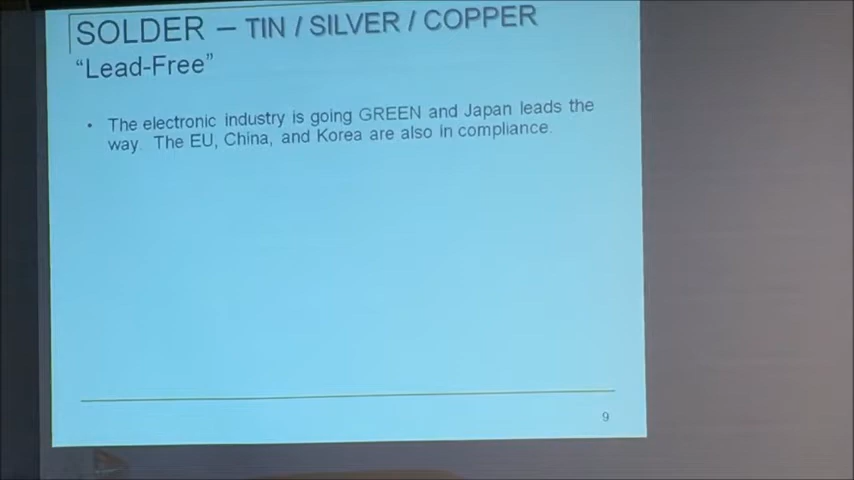 SOLDER – TIN / SILVER / COPPER
“Lead-Free”
• The electronic industry is going GREEN and Japan leads the
way. The EU, China, and Korea are also in compliance.
9